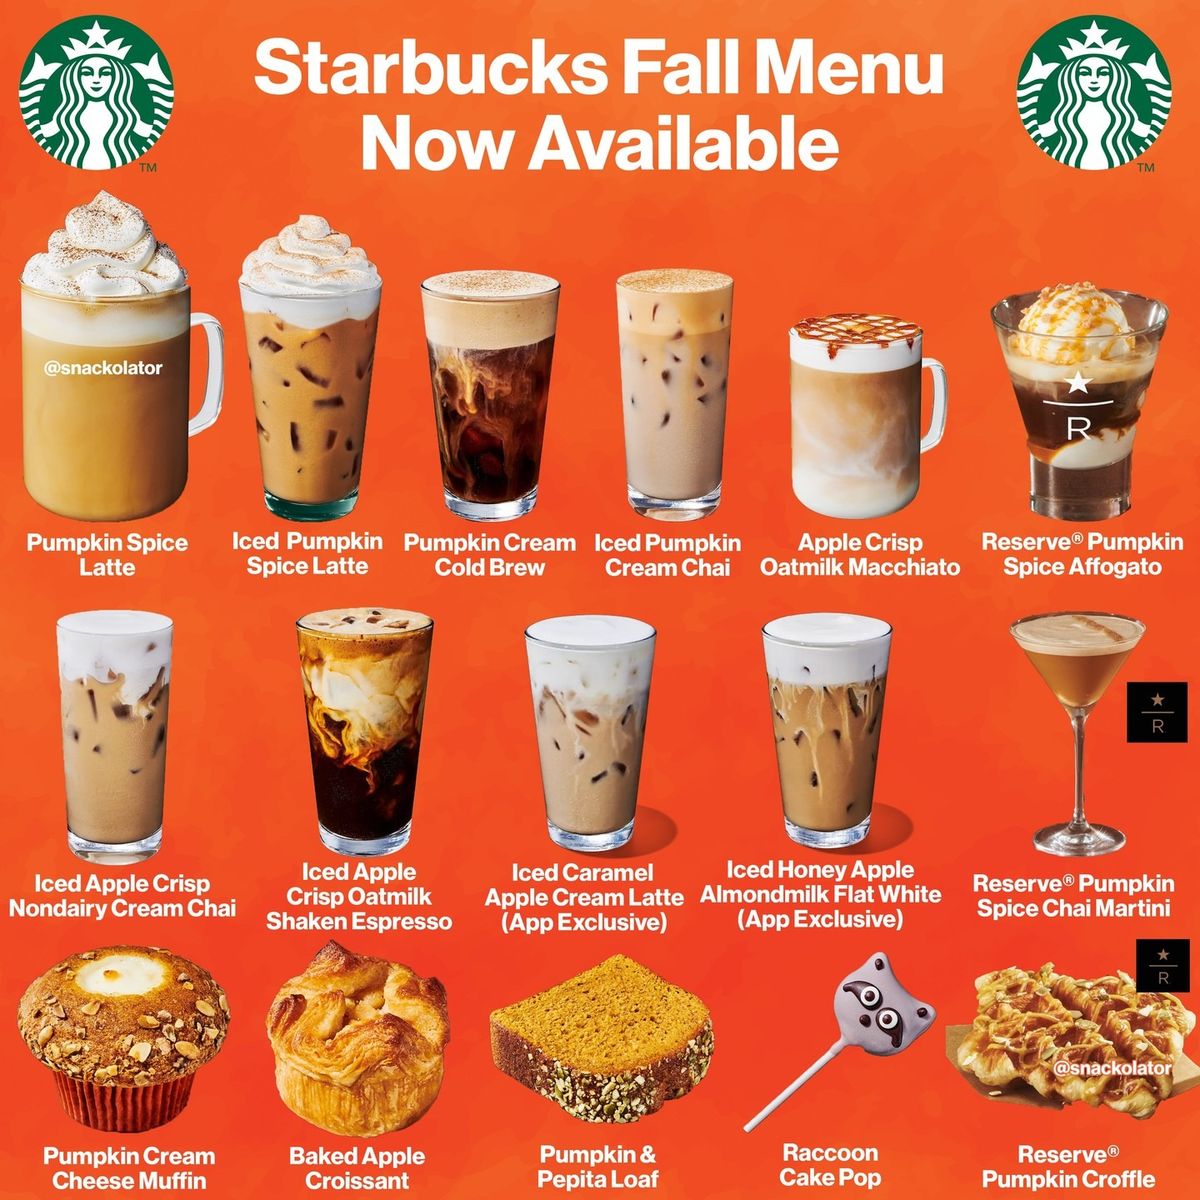 Starbucks Fall Menu
Now Available
TM
TM
@snackolator
R
Pumpkin Spice
Latte
Iced Pumpkin
Spice Latte
Pumpkin Cream
Cold Brew
Iced Pumpkin
Cream Chai
Apple Crisp
Oatmilk Macchiato
Reserve® Pumpkin
Spice Affogato
R
Iced Apple Crisp
Nondairy Cream Chai
Iced Apple
Crisp Oatmilk
Shaken Espresso
Iced Caramel
Apple Cream Latte
(App Exclusive)
Iced Honey Apple
Almondmilk Flat White
(App Exclusive)
Reserve® Pumpkin
Spice Chai Martini
R
@snackolator
Pumpkin Cream
Cheese Muffin
Baked Apple
Croissant
Pumpkin &
Pepita Loaf
Raccoon
Cake Pop
Reserve®
Pumpkin Croffle